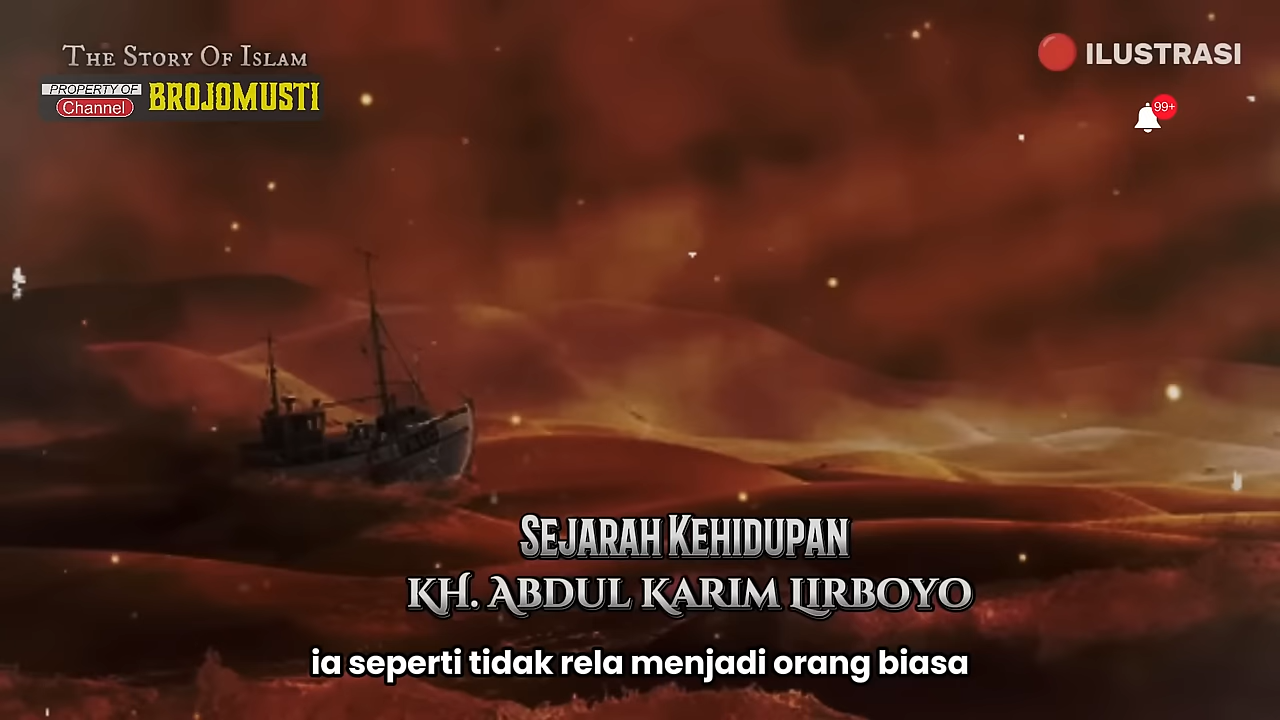 The Story Of Islam
PROPERTY OF
Channel
BROJOMUSTI
ILUSTRASI
99+
Sejarah Kehidupan
KH. Abdul Karim Lirboyo
ia seperti tidak rela menjadi orang biasa